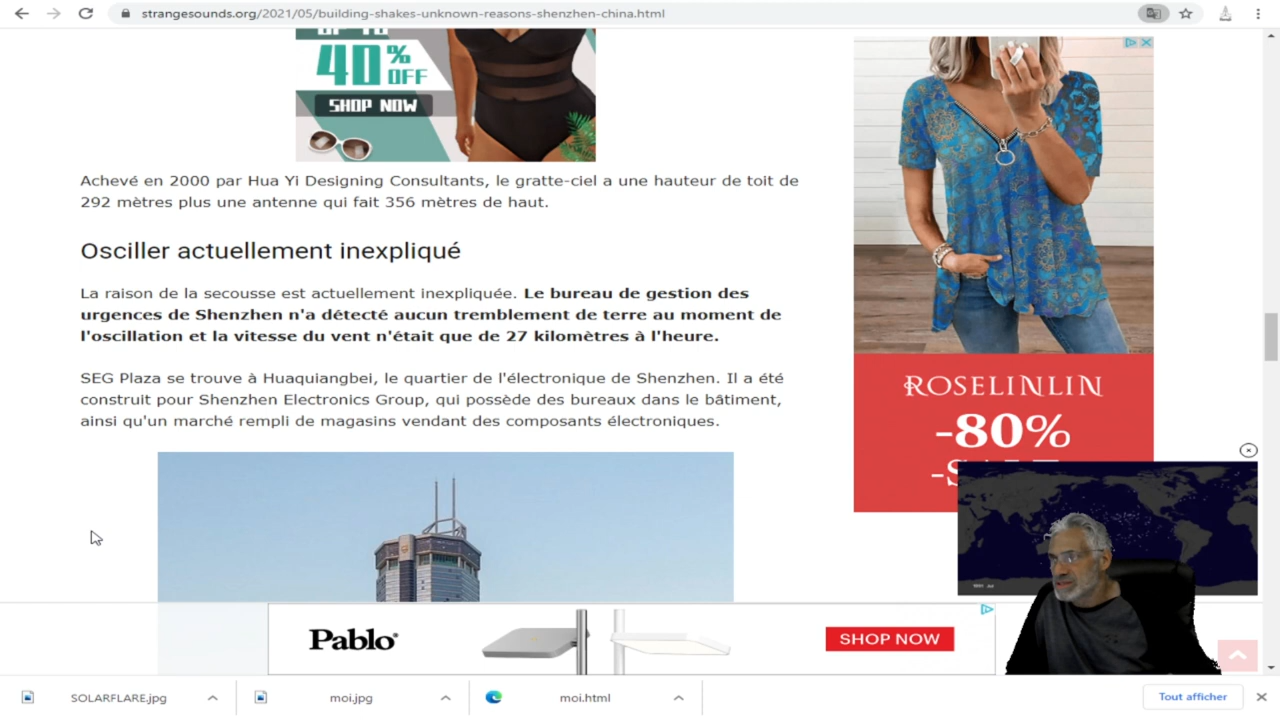 strangesounds.org/2021/05/building-shakes-unknown-reasons-shenzhen-china.html
40% OFF
SHOP NOW
Achevé en 2000 par Hua Yi Designing Consultants, le gratte-ciel a une hauteur de toit de
292 mètres plus une antenne qui fait 356 mètres de haut.
Osciller actuellement inexpliqué
La raison de la secousse est actuellement inexpliquée. Le bureau de gestion des
urgences de Shenzhen n'a détecté aucun tremblement de terre au moment de
l'oscillation et la vitesse du vent n'était que de 27 kilomètres à l'heure.
SEG Plaza se trouve à Huaquiangbei, le quartier de l'électronique de Shenzhen. Il a été
construit pour Shenzhen Electronics Group, qui possède des bureaux dans le bâtiment,
ainsi qu'un marché rempli de magasins vendant des composants électroniques.
ROSELINLIN
-80%
Pablo
SHOP NOW
SOLARFLARE.jpg
moi.jpg
moi.html
Tout afficher